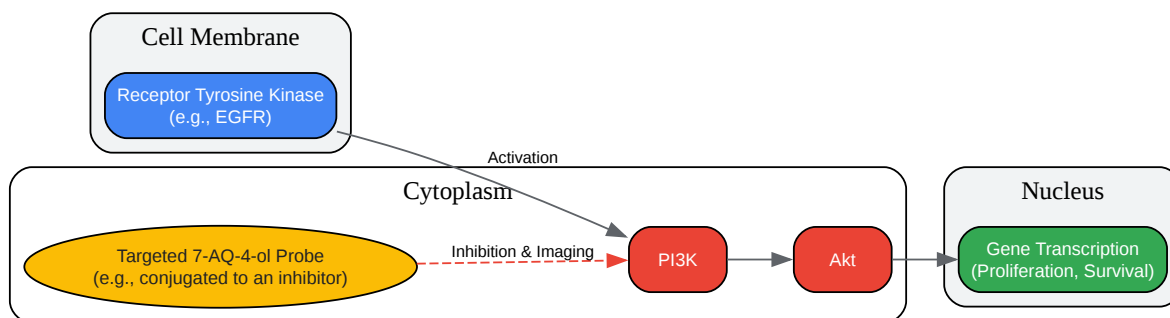 Cell Membrane
Receptor Tyrosine Kinase
(e.g., EGFR)
Activation
Cytoplasm
Nucleus
Targeted 7-AQ-4-ol Probe
(e.g., conjugated to an inhibitor)
Inhibition & Imaging
PI3K
Akt
Gene Transcription
(Proliferation, Survival)